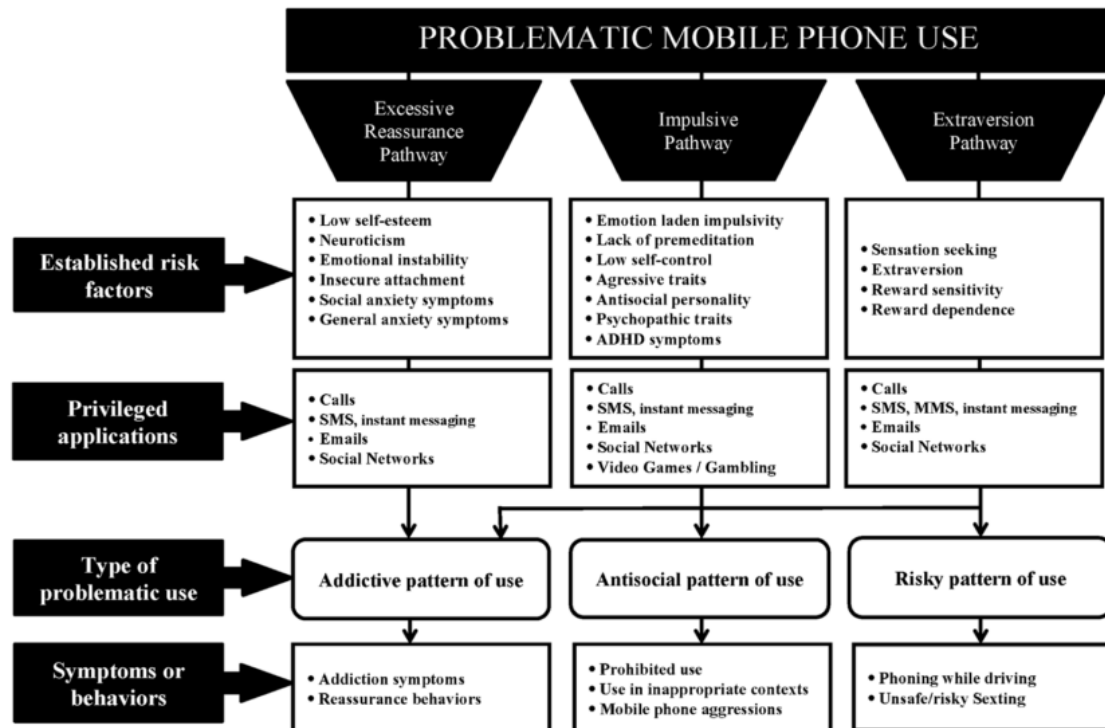 PROBLEMATIC MOBILE PHONE USE
Excessive
Reassurance
Pathway
Impulsive
Pathway
Extraversion
Pathway
Established risk
factors
• Low self-esteem
• Neuroticism
• Emotional instability
• Insecure attachment
• Social anxiety symptoms
• General anxiety symptoms
• Emotion laden impulsivity
• Lack of premeditation
• Low self-control
• Agressive traits
• Antisocial personality
• Psychopathic traits
• ADHD symptoms
• Sensation seeking
• Extraversion
• Reward sensitivity
• Reward dependence
Privileged
applications
• Calls
• SMS, instant messaging
• Emails
• Social Networks
• Calls
• SMS, instant messaging
• Emails
• Social Networks
• Video Games / Gambling
• Calls
• SMS, MMS, instant messaging
• Emails
• Social Networks
Type of
problematic use
Addictive pattern of use
Antisocial pattern of use
Risky pattern of use
Symptoms or
behaviors
• Addiction symptoms
• Reassurance behaviors
• Prohibited use
• Use in inappropriate contexts
• Mobile phone aggressions
• Phoning while driving
• Unsafe/risky Sexting